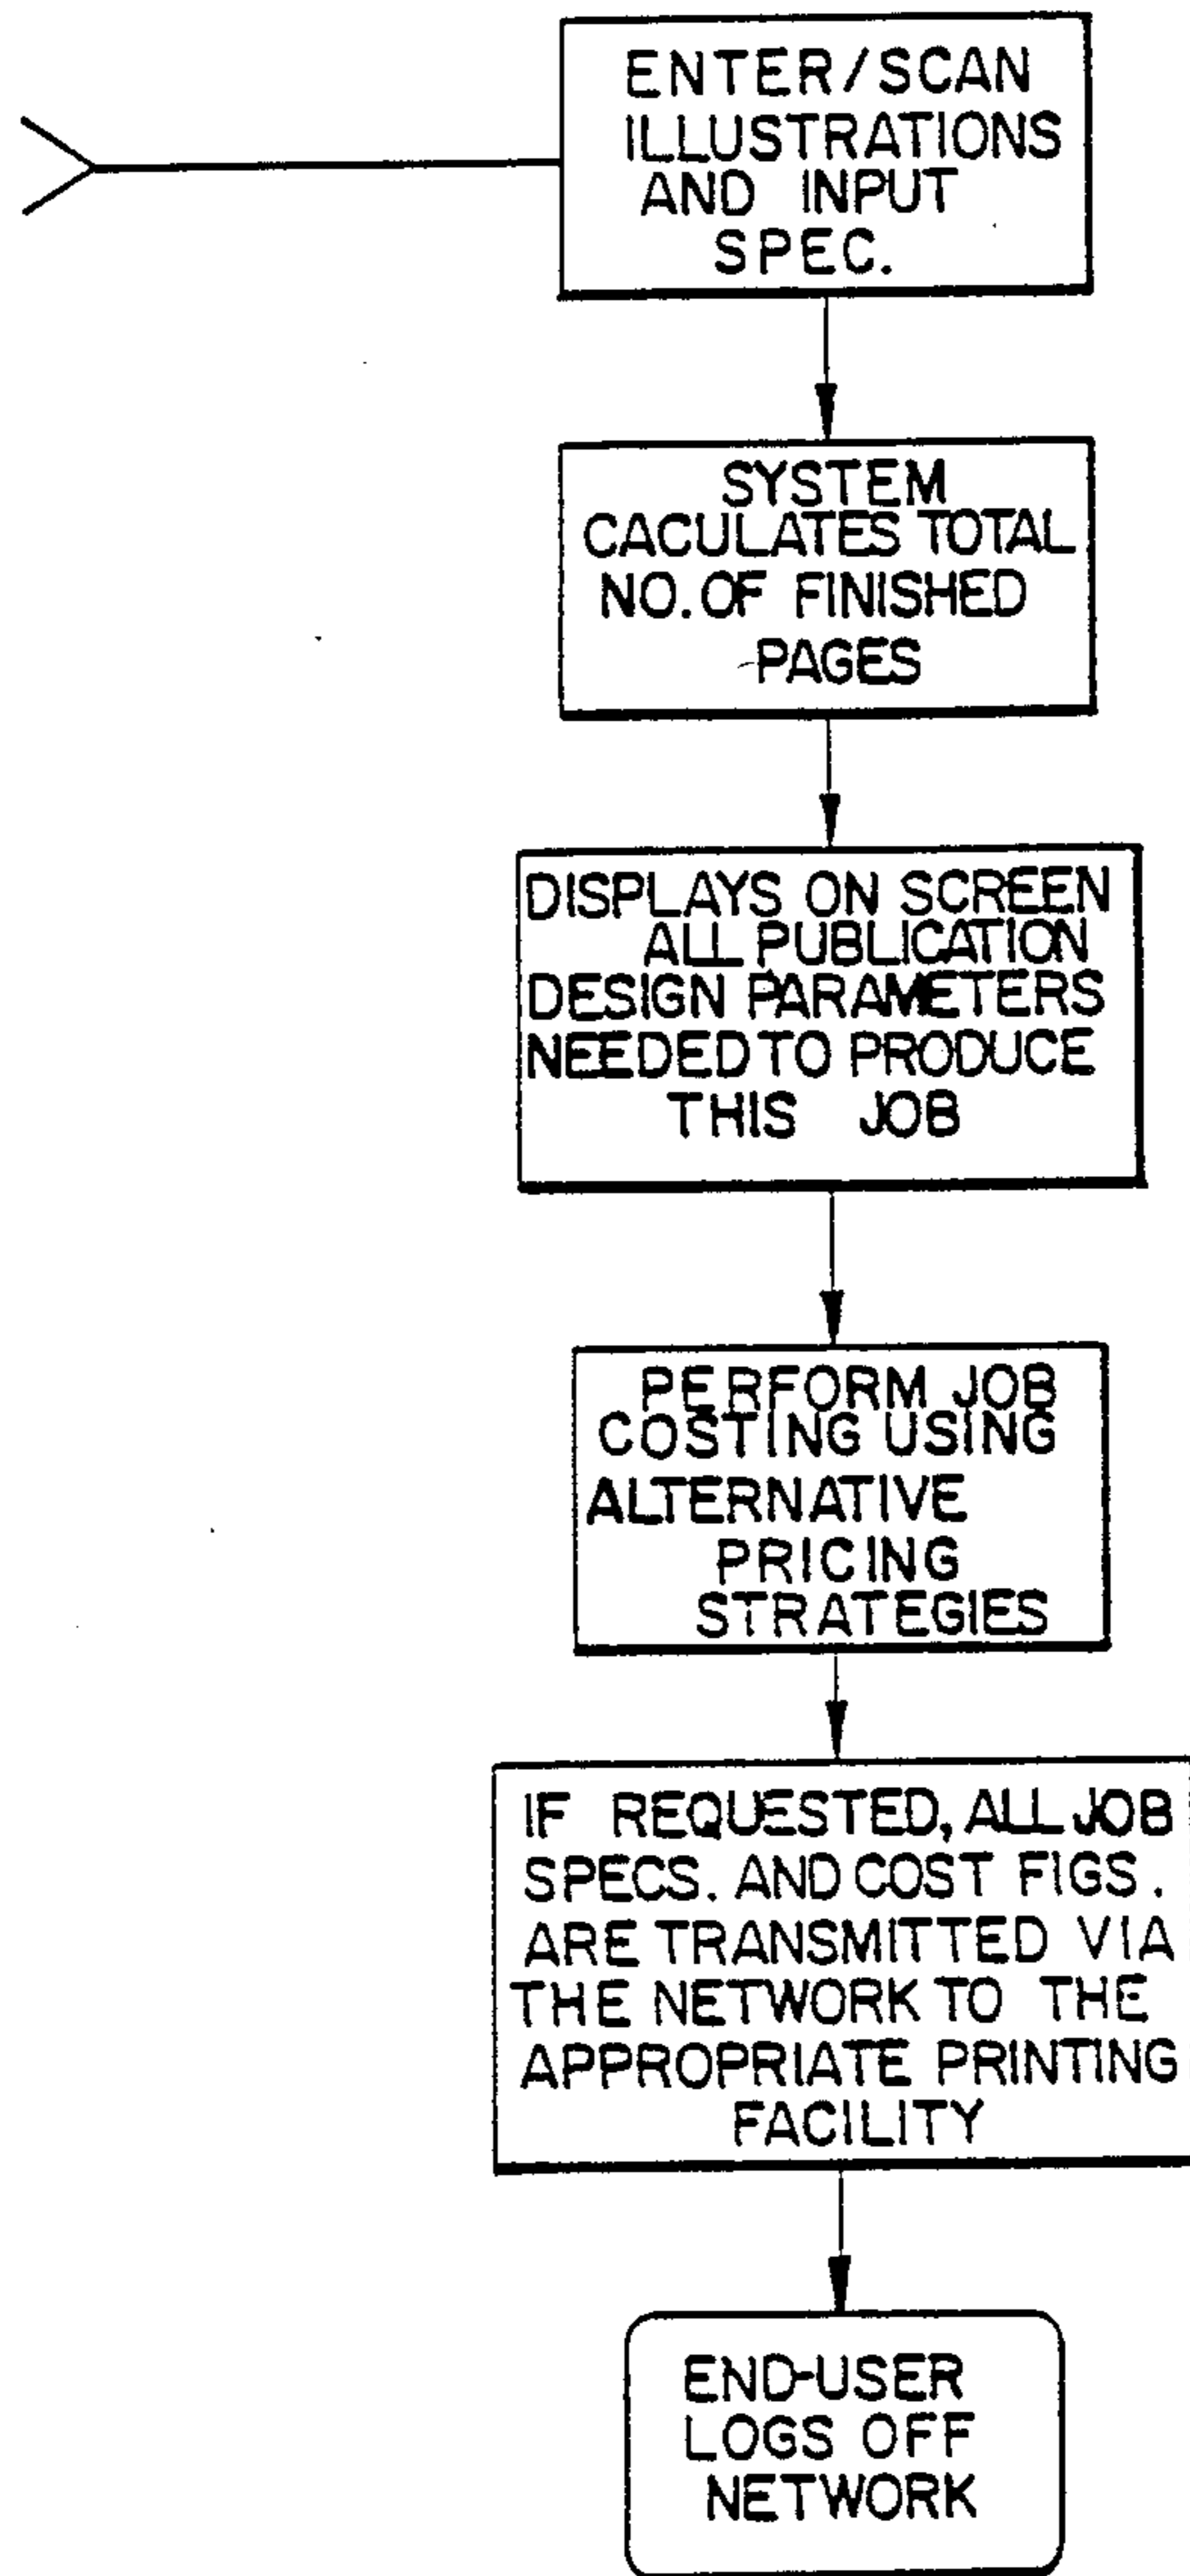 ENTER/SCAN
ILLUSTRATIONS
AND INPUT
SPEC.
SYSTEM
CACULATES TOTAL
NO. OF FINISHED
PAGES
DISPLAYS ON SCREEN
ALL PUBLICATION
DESIGN PARAMETERS
NEEDED TO PRODUCE
THIS JOB
PERFORM JOB
COSTING USING
ALTERNATIVE
PRICING
STRATEGIES
IF REQUESTED, ALL JOB
SPECS. AND COST FIGS.
ARE TRANSMITTED VIA
THE NETWORK TO THE
APPROPRIATE PRINTING
FACILITY
END-USER
LOGS OFF
NETWORK